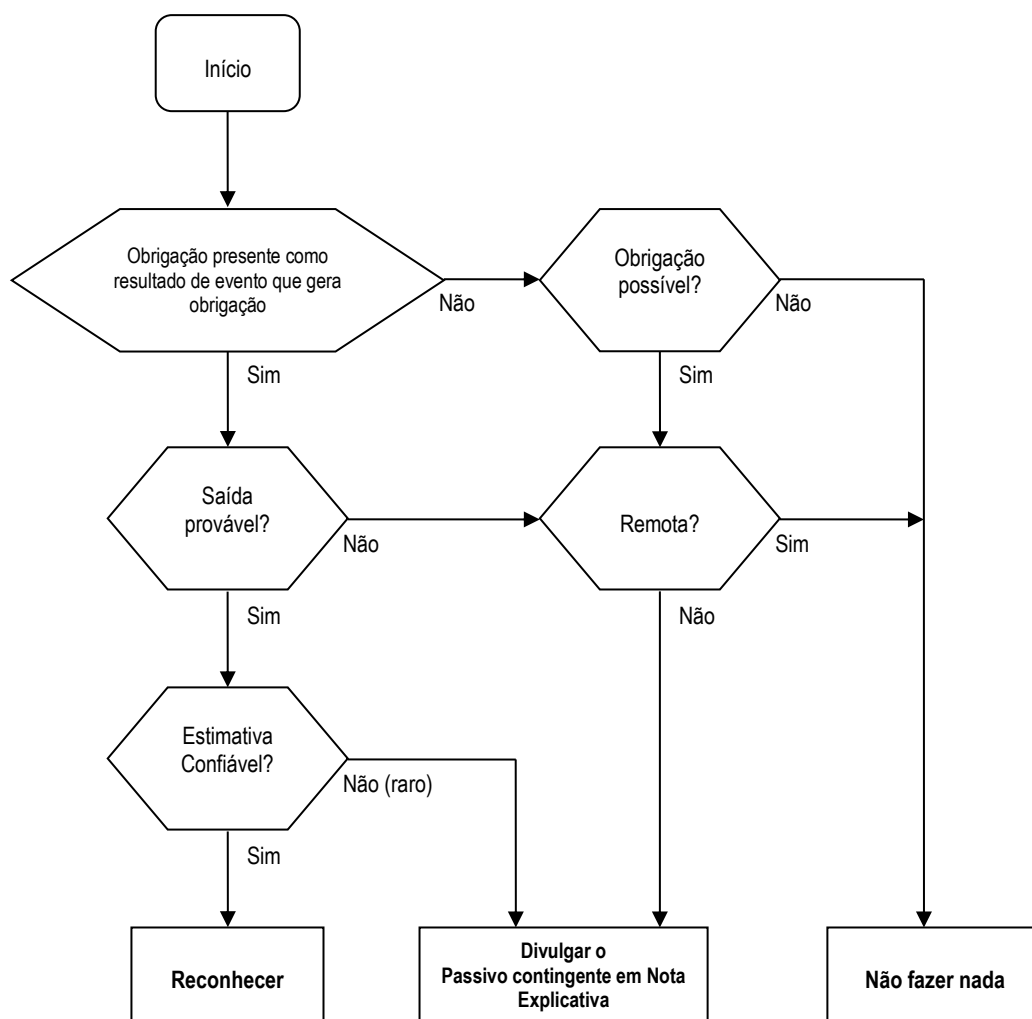 Início
Obrigação presente como
resultado de evento que gera
obrigação
Não
Obrigação
possível?
Não
Sim
Sim
Saída
provável?
Não
Remota?
Sim
Sim
Não
Estimativa
Confiável?
Não (raro)
Sim
Reconhecer
Divulgar o
Passivo contingente em Nota
Explicativa
Não fazer nada